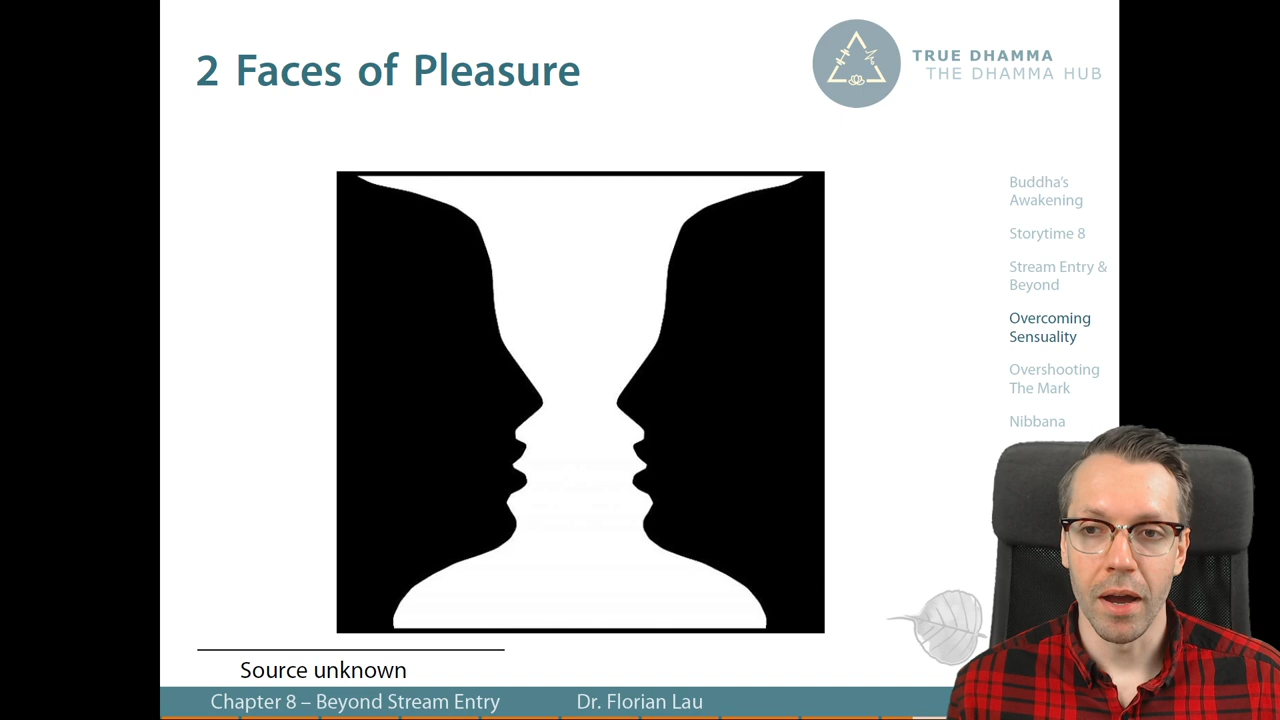 2 Faces of Pleasure
TRUE DHAMMA
THE DHAMMA HUB
Buddha's
Awakening
Storytime 8
Stream Entry &
Beyond
Overcoming
Sensuality
Overshooting
The Mark
Nibbana
Source unknown
Chapter 8 – Beyond Stream Entry
Dr. Florian Lau